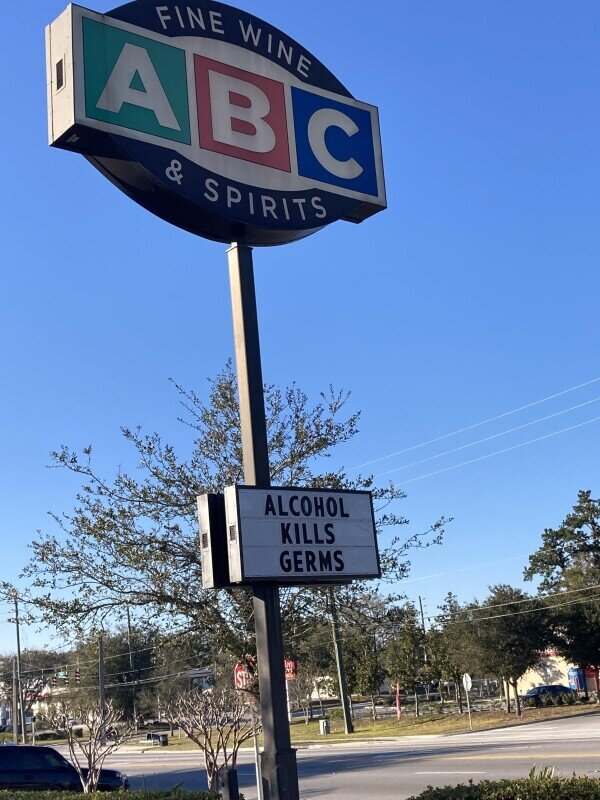 FINE WINE
ABC
& SPIRITS
ALCOHOL
KILLS
GERMS